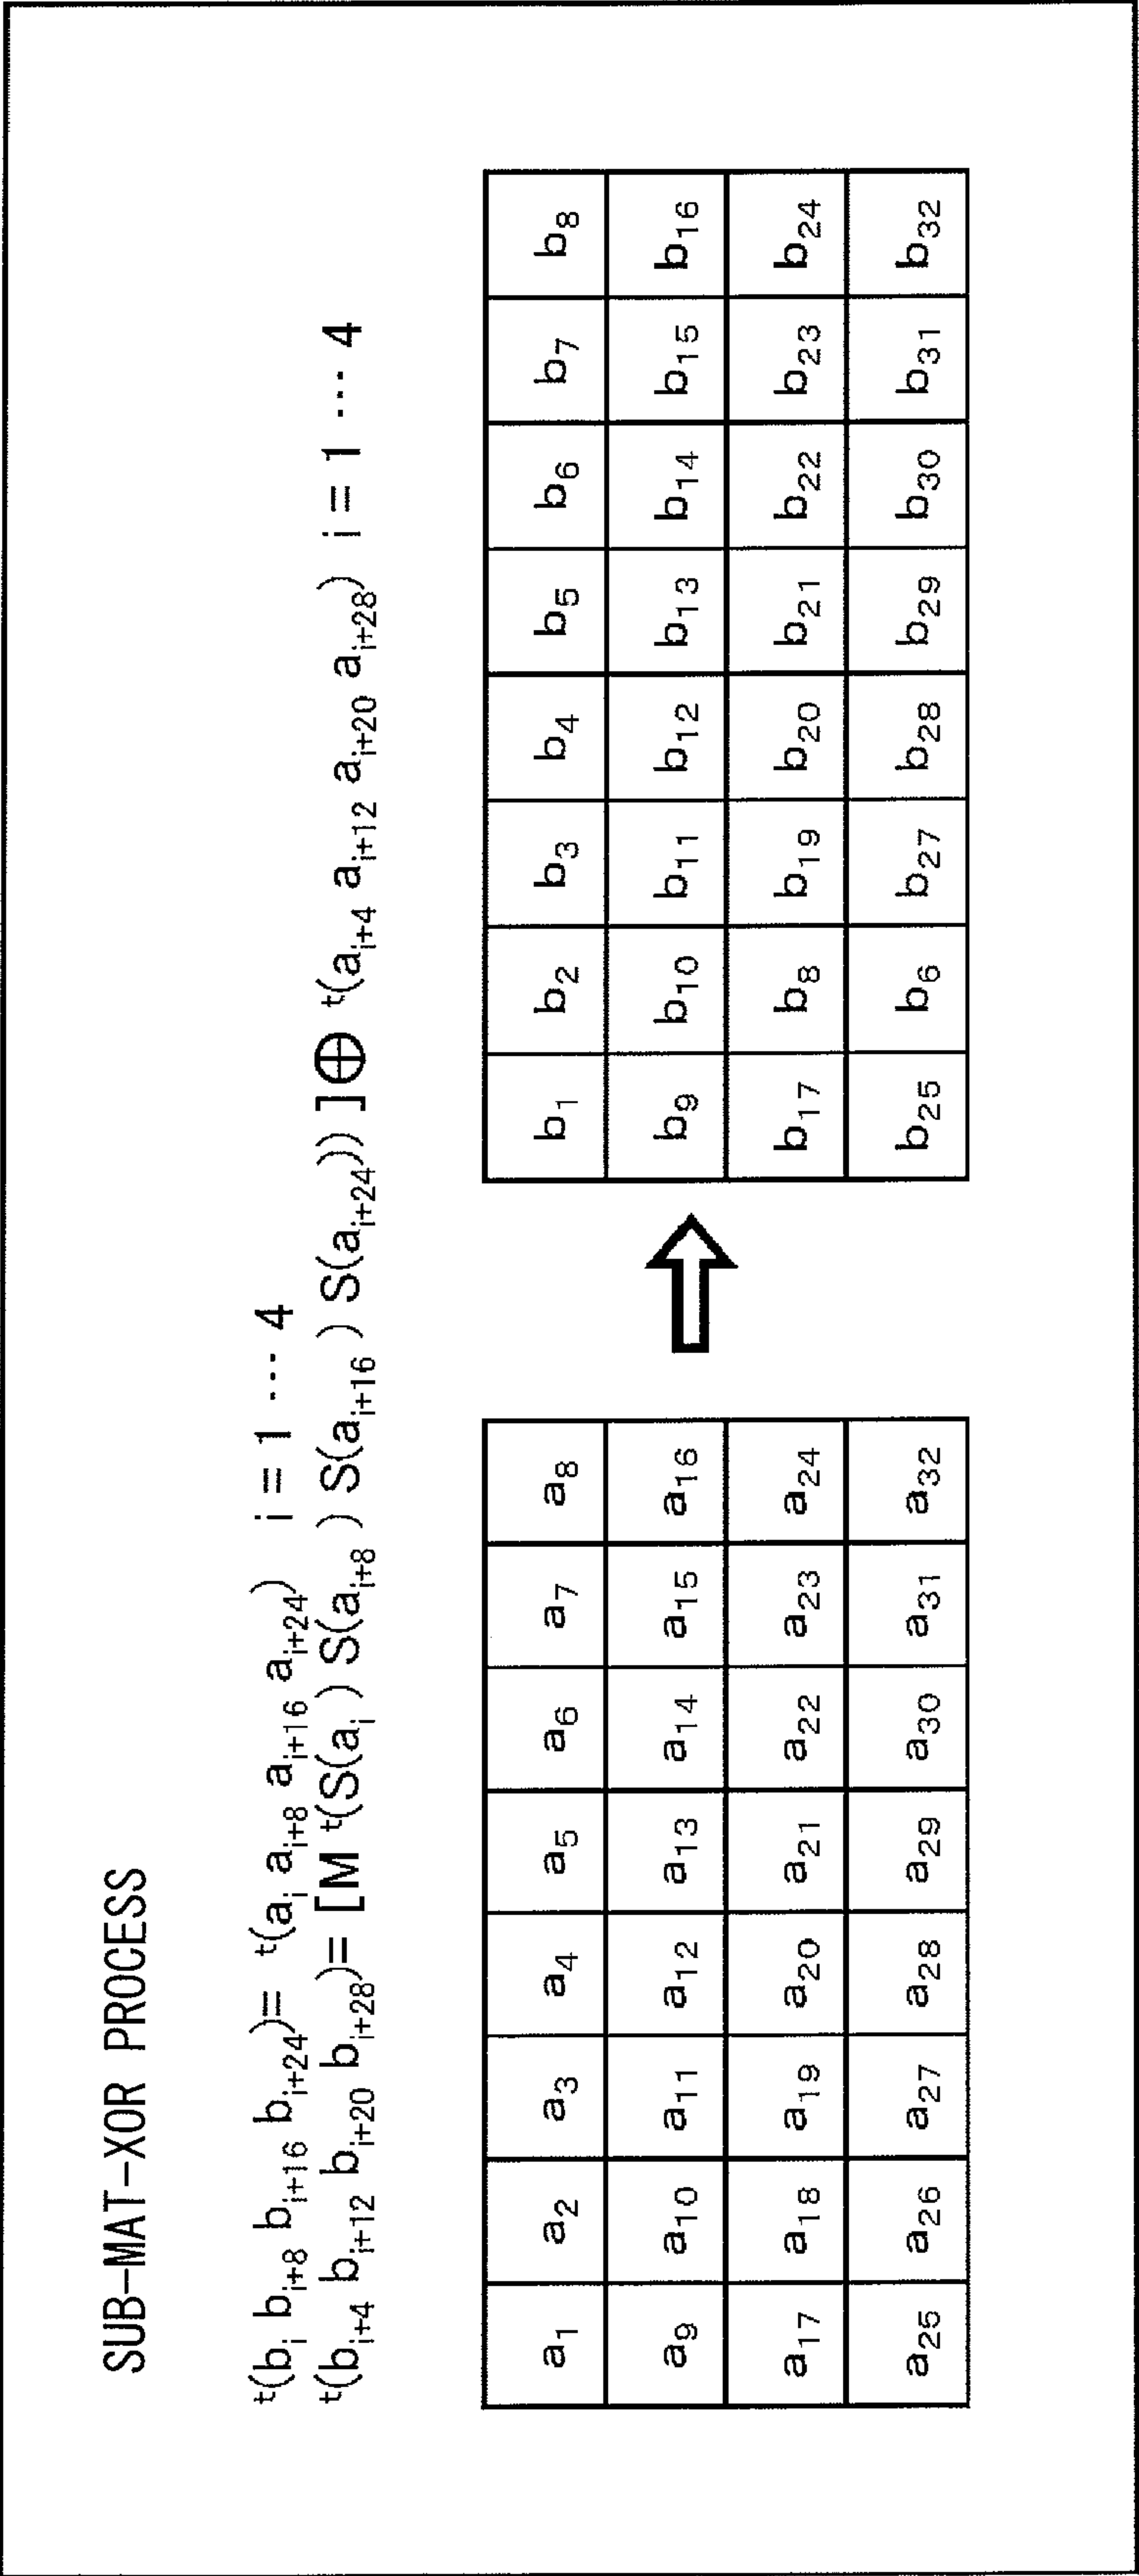 SUB-MAT-XOR PROCESS
ᵗ(bᵢ bᵢ₊₈ bᵢ₊₁₆ bᵢ₊₂₄)= ᵗ(aᵢ aᵢ₊₈ aᵢ₊₁₆ aᵢ₊₂₄) i = 1 ··· 4
ᵗ(bᵢ₊₄ bᵢ₊₁₂ bᵢ₊₂₀ bᵢ₊₂₈)= [M ᵗ(S(aᵢ) S(aᵢ₊₈) S(aᵢ₊₁₆) S(aᵢ₊₂₄)) ]⊕ ᵗ(aᵢ₊₄ aᵢ₊₁₂ aᵢ₊₂₀ aᵢ₊₂₈) i = 1 ··· 4
a₁ a₂ a₃ a₄ a₅ a₆ a₇ a₈
a₉ a₁₀ a₁₁ a₁₂ a₁₃ a₁₄ a₁₅ a₁₆
a₁₇ a₁₈ a₁₉ a₂₀ a₂₁ a₂₂ a₂₃ a₂₄
a₂₅ a₂₆ a₂₇ a₂₈ a₂₉ a₃₀ a₃₁ a₃₂
b₁ b₂ b₃ b₄ b₅ b₆ b₇ b₈
b₉ b₁₀ b₁₁ b₁₂ b₁₃ b₁₄ b₁₅ b₁₆
b₁₇ b₈ b₁₉ b₂₀ b₂₁ b₂₂ b₂₃ b₂₄
b₂₅ b₆ b₂₇ b₂₈ b₂₉ b₃₀ b₃₁ b₃₂